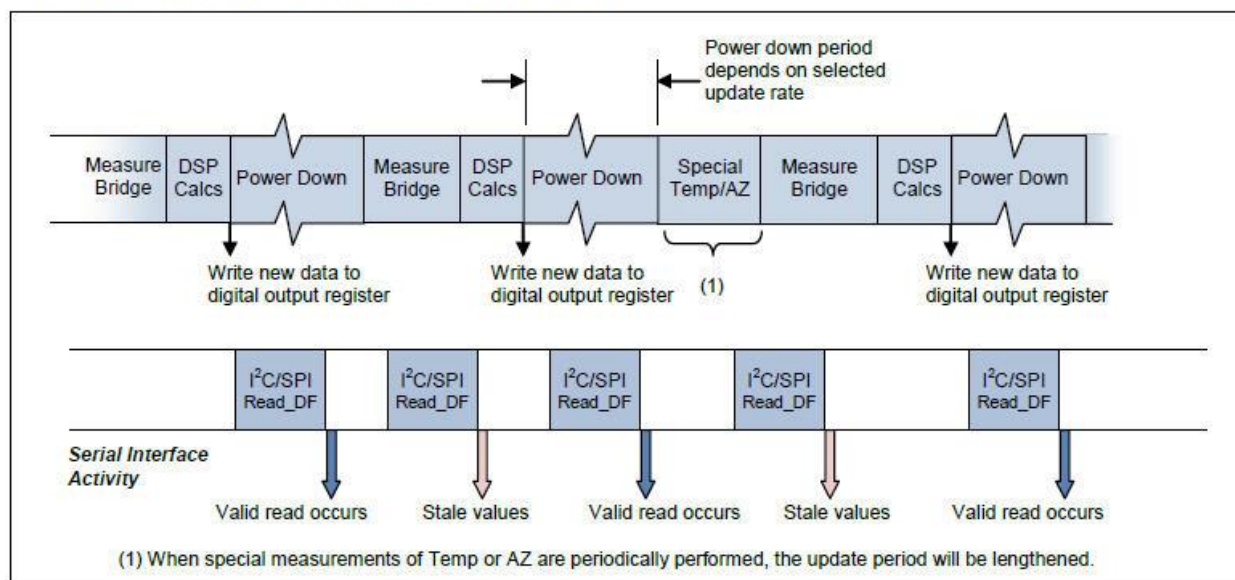 Power down period
depends on selected
update rate
Measure
Bridge
DSP
Calcs
Power Down
Measure
Bridge
DSP
Calcs
Power Down
Special
Temp/AZ
Measure
Bridge
DSP
Calcs
Power Down
Write new data to
digital output register
Write new data to
digital output register
(1)
Write new data to
digital output register
I²C/SPI
Read_DF
I²C/SPI
Read_DF
I²C/SPI
Read_DF
I²C/SPI
Read_DF
I²C/SPI
Read_DF
Serial Interface
Activity
Valid read occurs
Stale values
Valid read occurs
Stale values
Valid read occurs
(1) When special measurements of Temp or AZ are periodically performed, the update period will be lengthened.